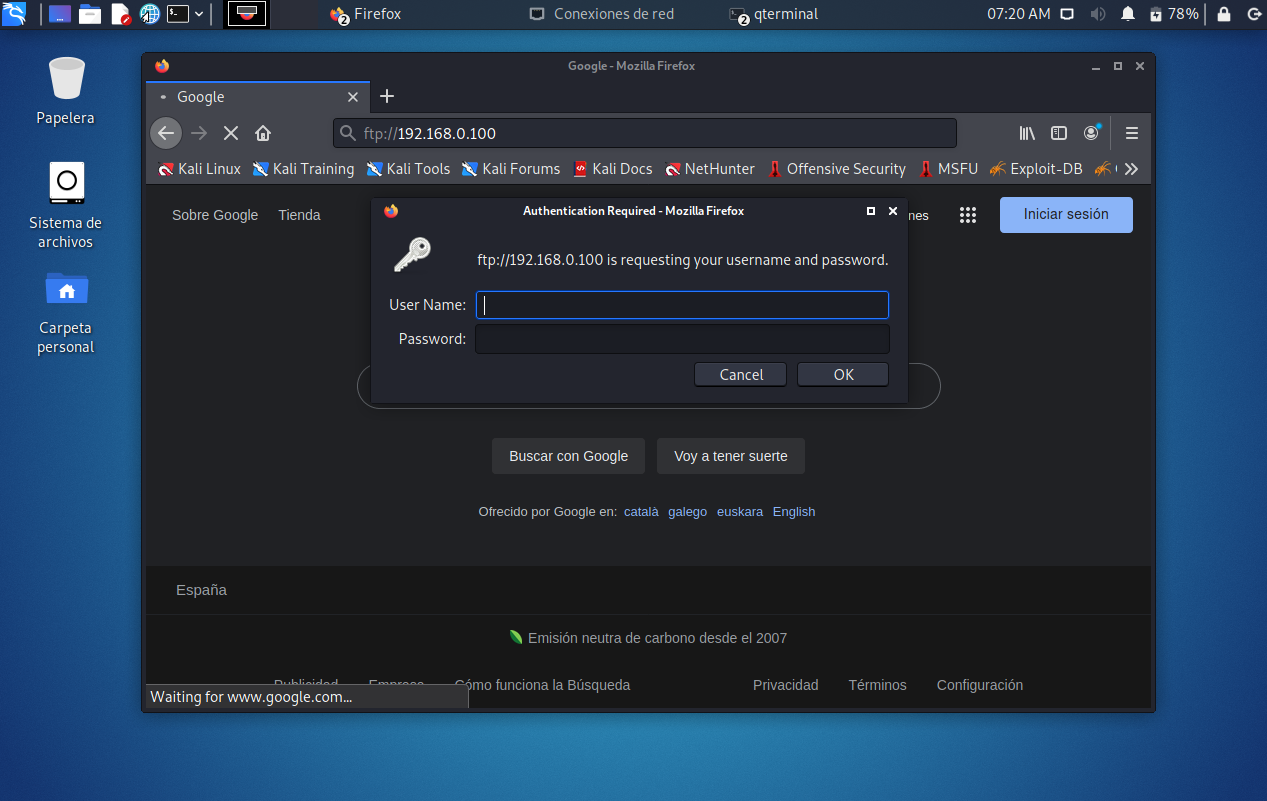 Firefox
Conexiones de red
qterminal
07:20 AM
78%
Papelera
Sistema de
archivos
Carpeta
personal
Google - Mozilla Firefox
Google
ftp://192.168.0.100
Kali Linux
Kali Training
Kali Tools
Kali Forums
Kali Docs
NetHunter
Offensive Security
MSFU
Exploit-DB
Sobre Google
Tienda
nes
Iniciar sesión
Authentication Required - Mozilla Firefox
ftp://192.168.0.100 is requesting your username and password.
User Name:
Password:
Cancel
OK
Buscar con Google
Voy a tener suerte
Ofrecido por Google en: català galego euskara English
España
Emisión neutra de carbono desde el 2007
Publicidad
Empresa
Cómo funciona la Búsqueda
Privacidad
Términos
Configuración
Waiting for www.google.com...